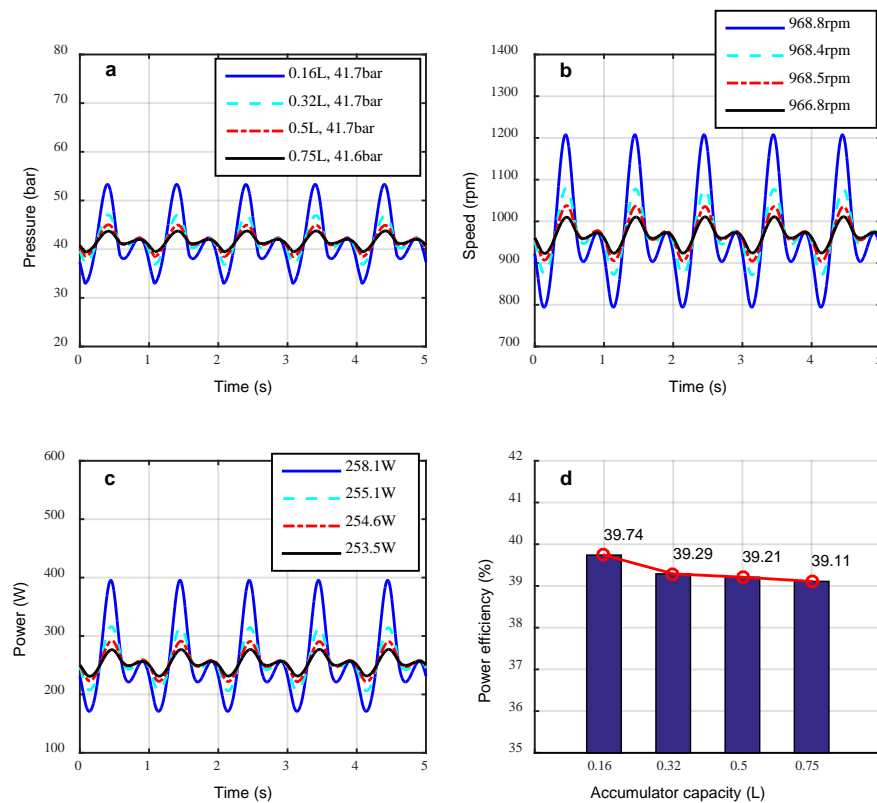 a
0.16L, 41.7bar
0.32L, 41.7bar
0.5L, 41.7bar
0.75L, 41.6bar
80
70
60
50
40
30
20
Pressure (bar)
0 1 2 3 4 5
Time (s)
b
968.8rpm
968.4rpm
968.5rpm
966.8rpm
1400
1300
1200
1100
1000
900
800
700
Speed (rpm)
0 1 2 3 4 5
Time (s)
c
258.1W
255.1W
254.6W
253.5W
600
500
400
300
200
100
Power (W)
0 1 2 3 4 5
Time (s)
d
42
41
40
39
38
37
36
35
Power efficiency (%)
39.74
39.29
39.21
39.11
0.16 0.32 0.5 0.75
Accumulator capacity (L)